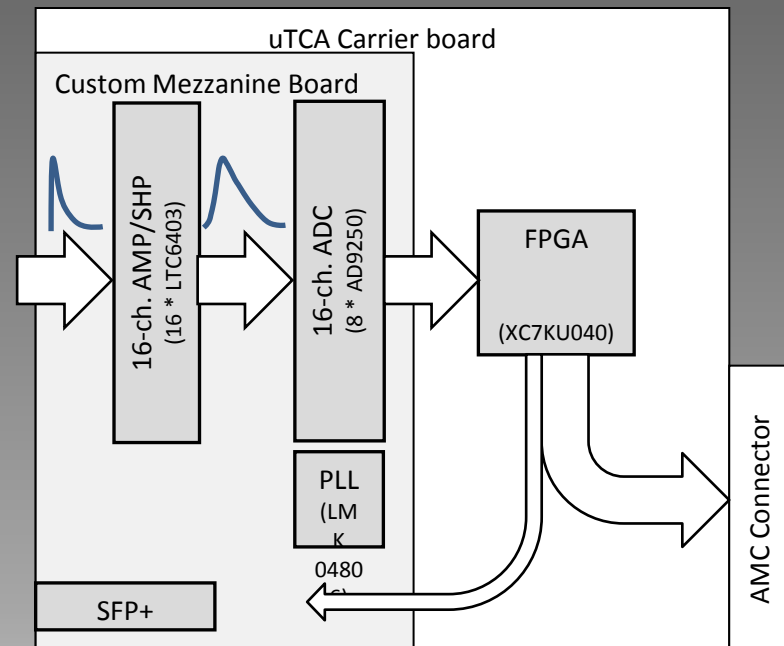 uTCA Carrier board
Custom Mezzanine Board
16-ch. AMP/SHP
(16 * LTC6403)
16-ch. ADC
(8 * AD9250)
FPGA
(XC7KU040)
PLL
(LM
K
0480
SFP+
AMC Connector